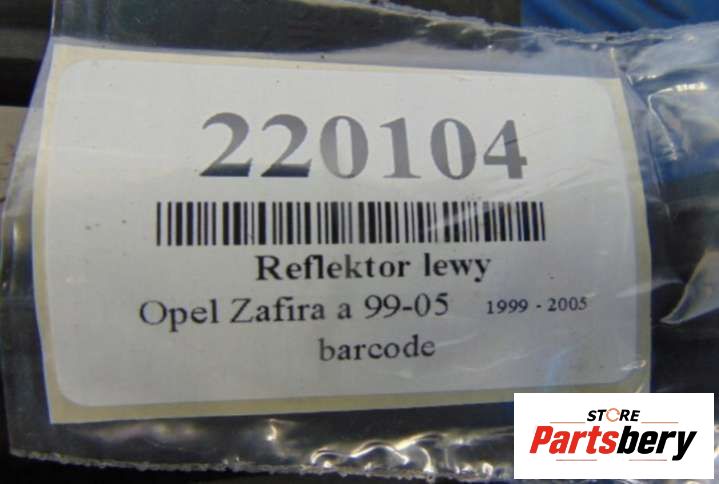 220104
Reflektor lewy
Opel Zafira a 99-05 1999 - 2005
barcode
STORE
Partsbery